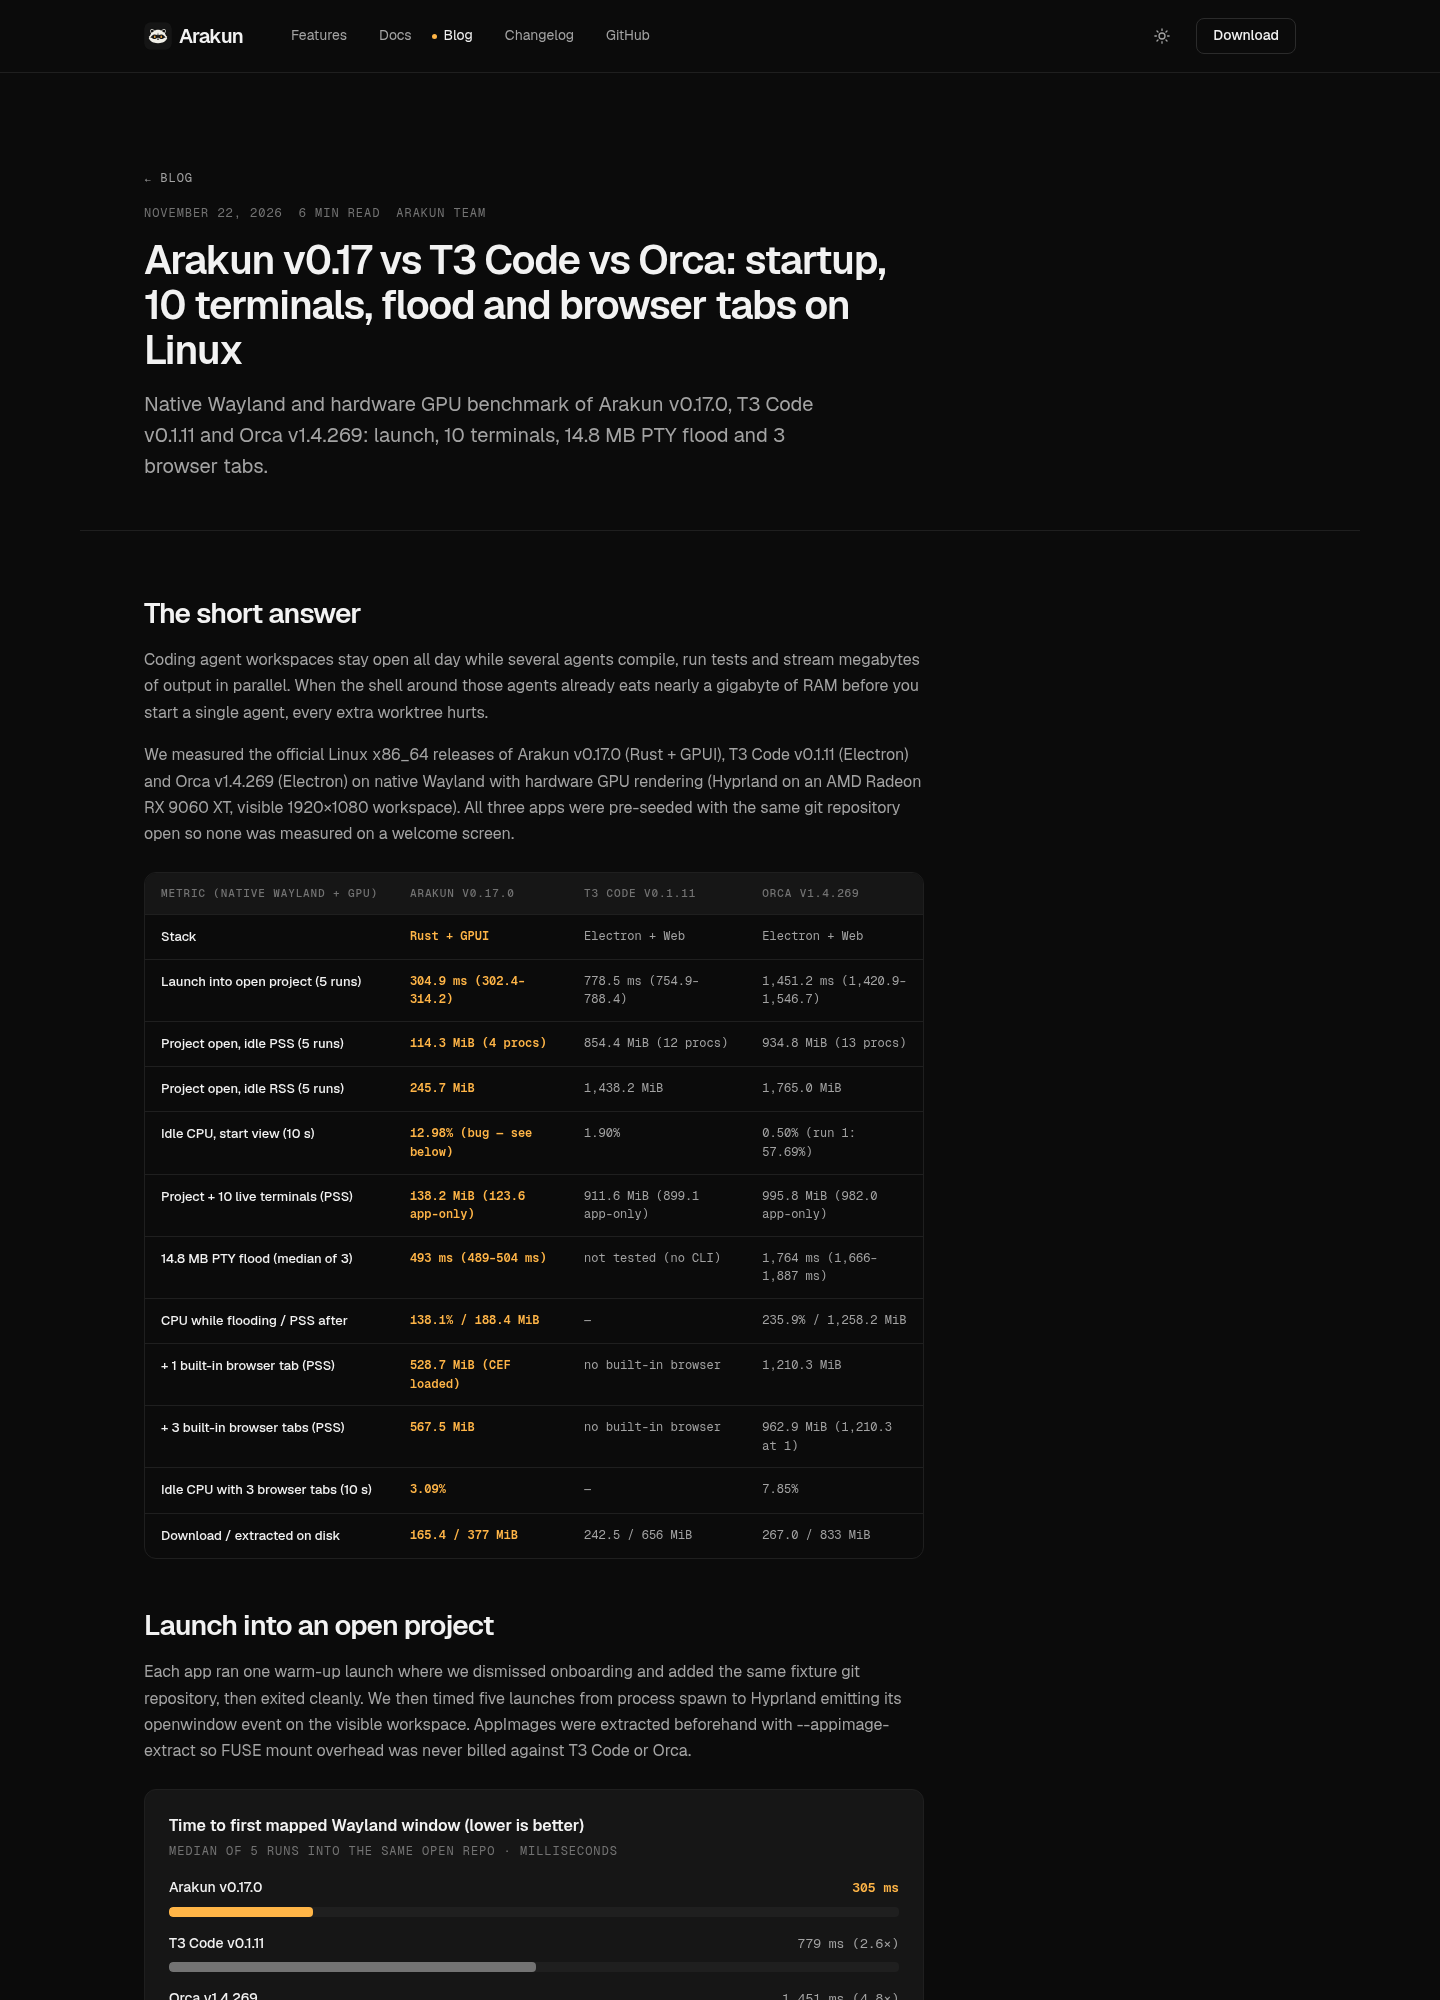 Arakun
Features
Docs
Blog
Changelog
GitHub
Download
← BLOG
NOVEMBER 22, 2026 6 MIN READ ARAKUN TEAM
Arakun v0.17 vs T3 Code vs Orca: startup,
10 terminals, flood and browser tabs on
Linux
Native Wayland and hardware GPU benchmark of Arakun v0.17.0, T3 Code
v0.1.11 and Orca v1.4.269: launch, 10 terminals, 14.8 MB PTY flood and 3
browser tabs.
The short answer
Coding agent workspaces stay open all day while several agents compile, run tests and stream megabytes
of output in parallel. When the shell around those agents already eats nearly a gigabyte of RAM before you
start a single agent, every extra worktree hurts.
We measured the official Linux x86_64 releases of Arakun v0.17.0 (Rust + GPUI), T3 Code v0.1.11 (Electron)
and Orca v1.4.269 (Electron) on native Wayland with hardware GPU rendering (Hyprland on an AMD Radeon
RX 9060 XT, visible 1920×1080 workspace). All three apps were pre-seeded with the same git repository
open so none was measured on a welcome screen.
METRIC (NATIVE WAYLAND + GPU) ARAKUN V0.17.0 T3 CODE V0.1.11 ORCA V1.4.269
Stack Rust + GPUI Electron + Web Electron + Web
Launch into open project (5 runs) 304.9 ms (302.4– 778.5 ms (754.9– 1,451.2 ms (1,420.9–
314.2) 788.4) 1,546.7)
Project open, idle PSS (5 runs) 114.3 MiB (4 procs) 854.4 MiB (12 procs) 934.8 MiB (13 procs)
Project open, idle RSS (5 runs) 245.7 MiB 1,438.2 MiB 1,765.0 MiB
Idle CPU, start view (10 s) 12.98% (bug — see 1.90% 0.50% (run 1:
below) 57.69%)
Project + 10 live terminals (PSS) 138.2 MiB (123.6 911.6 MiB (899.1 995.8 MiB (982.0
app-only) app-only) app-only)
14.8 MB PTY flood (median of 3) 493 ms (489–504 ms) not tested (no CLI) 1,764 ms (1,666–
1,887 ms)
CPU while flooding / PSS after 138.1% / 188.4 MiB — 235.9% / 1,258.2 MiB
+ 1 built-in browser tab (PSS) 528.7 MiB (CEF no built-in browser 1,210.3 MiB
loaded)
+ 3 built-in browser tabs (PSS) 567.5 MiB no built-in browser 962.9 MiB (1,210.3
at 1)
Idle CPU with 3 browser tabs (10 s) 3.09% — 7.85%
Download / extracted on disk 165.4 / 377 MiB 242.5 / 656 MiB 267.0 / 833 MiB
Launch into an open project
Each app ran one warm-up launch where we dismissed onboarding and added the same fixture git
repository, then exited cleanly. We then timed five launches from process spawn to Hyprland emitting its
openwindow event on the visible workspace. AppImages were extracted beforehand with --appimage-
extract so FUSE mount overhead was never billed against T3 Code or Orca.
Time to first mapped Wayland window (lower is better)
MEDIAN OF 5 RUNS INTO THE SAME OPEN REPO · MILLISECONDS
Arakun v0.17.0 305 ms
T3 Code v0.1.11 779 ms (2.6×)
Orca v1.4.269 1,451 ms (4.8×)